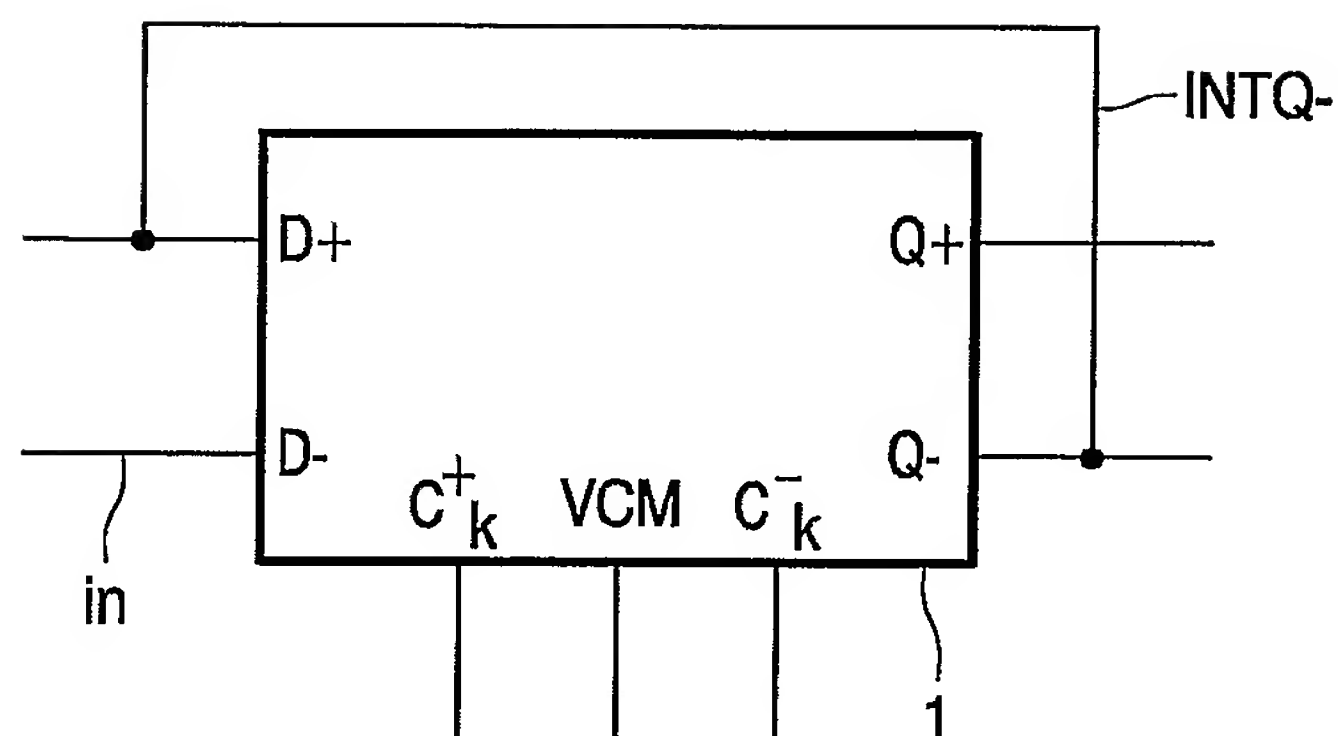 INTQ-
D+ Q+
D- Q-
C+k VCM C-k
in
1